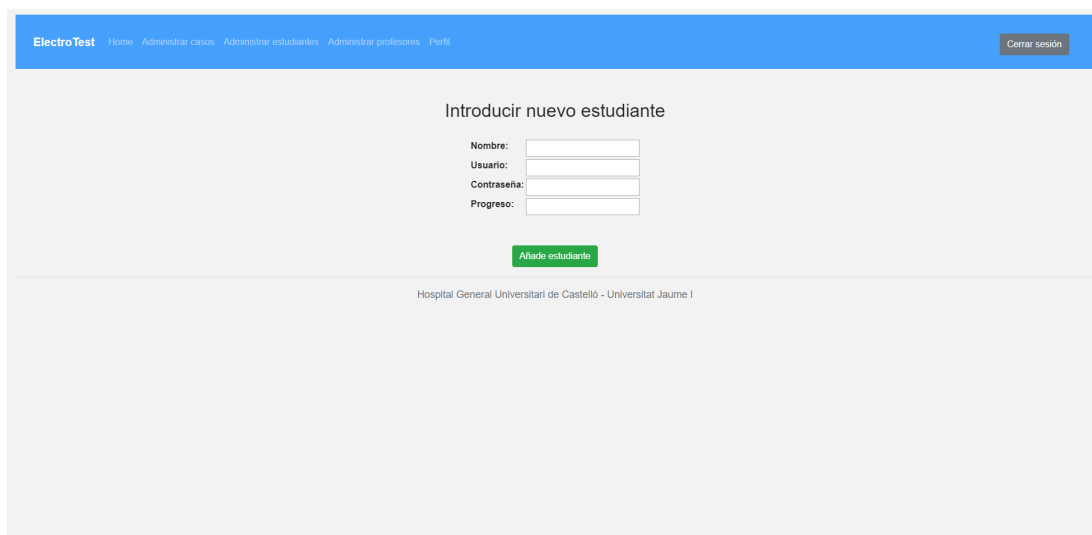 ElectroTest Home Administrar casos Administrar estudiantes Administrar profesores Perfil Cerrar sesión
Introducir nuevo estudiante
Nombre:
Usuario:
Contraseña:
Progreso:
Añade estudiante
Hospital General Universitari de Castelló - Universitat Jaume I